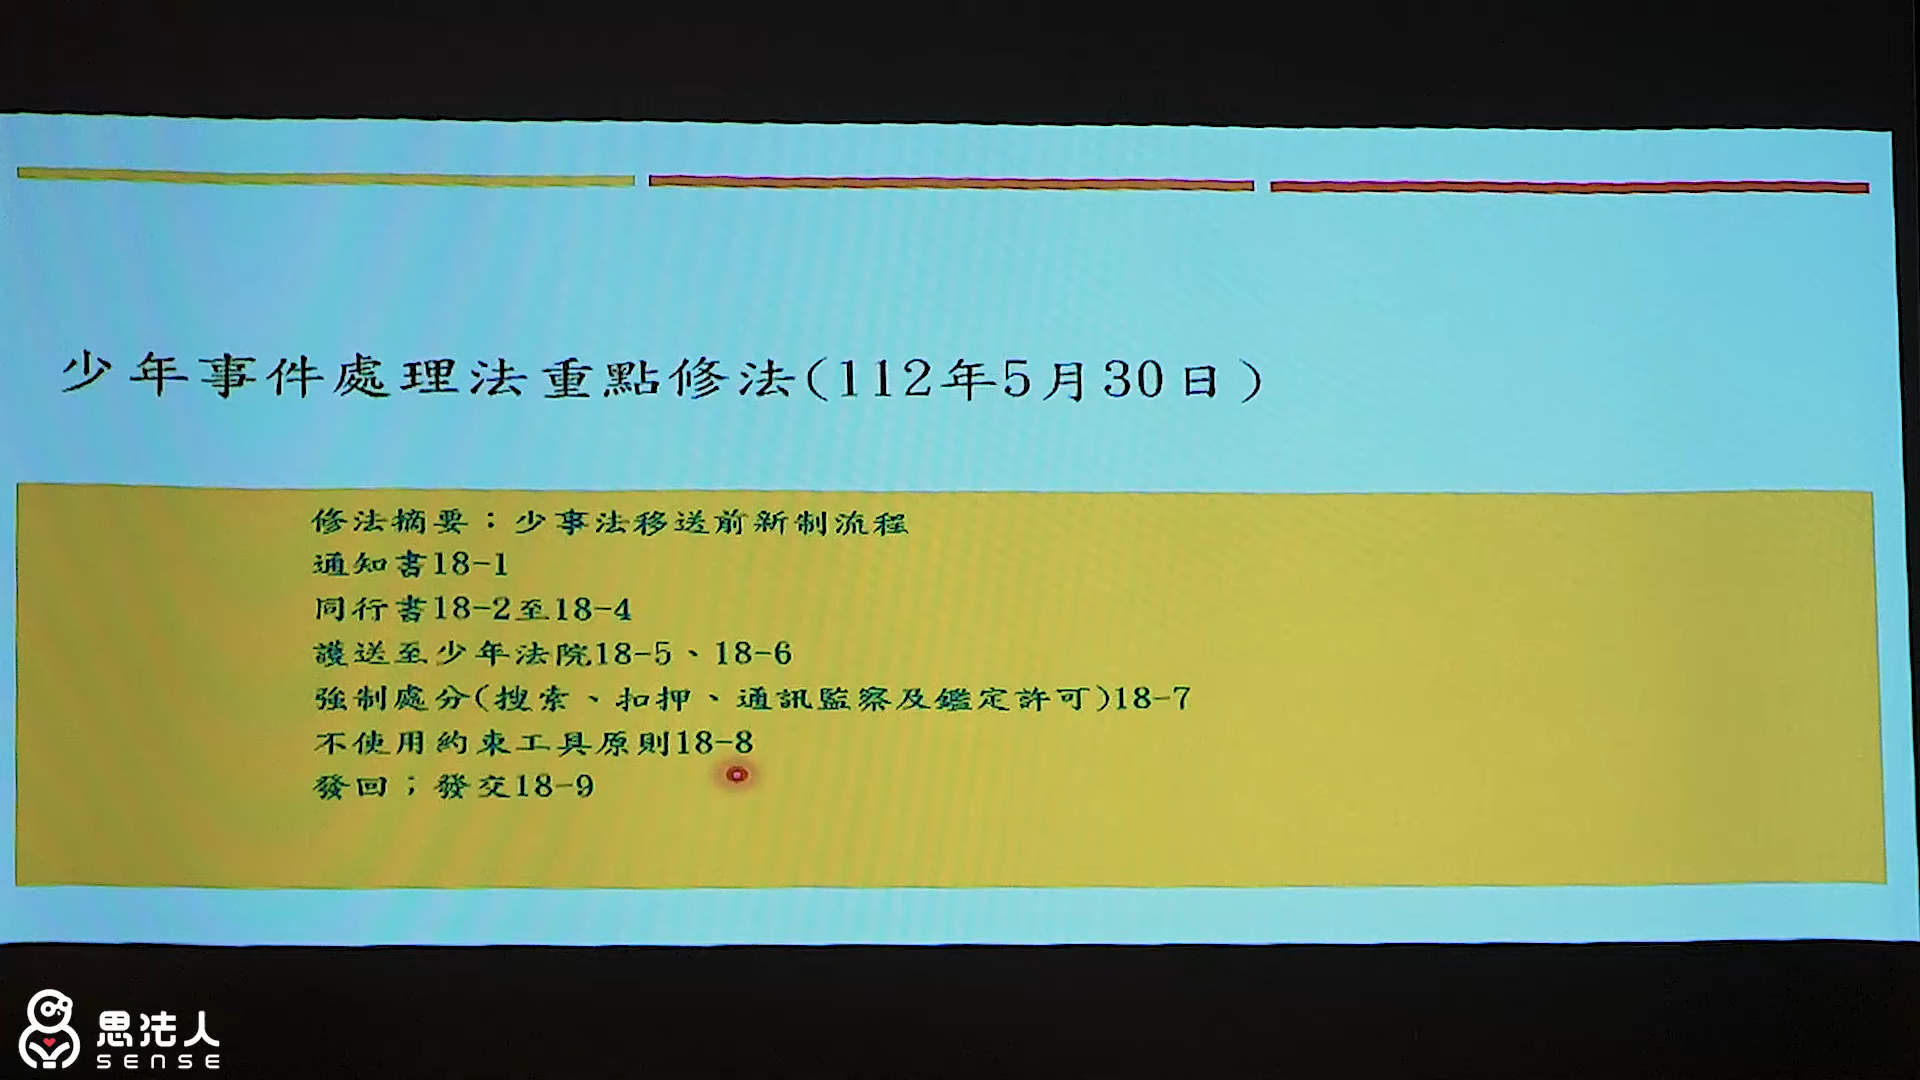 少年事件處理法重點修法(112年5月30日)
修法摘要：少事法移送前新制流程
通知書18-1
同行書18-2至18-4
護送至少年法院18-5、18-6
強制處分(搜索、扣押、通訊監察及鑑定許可)18-7
不使用約束工具原則18-8
發回；發交18-9
思法人
SENSE